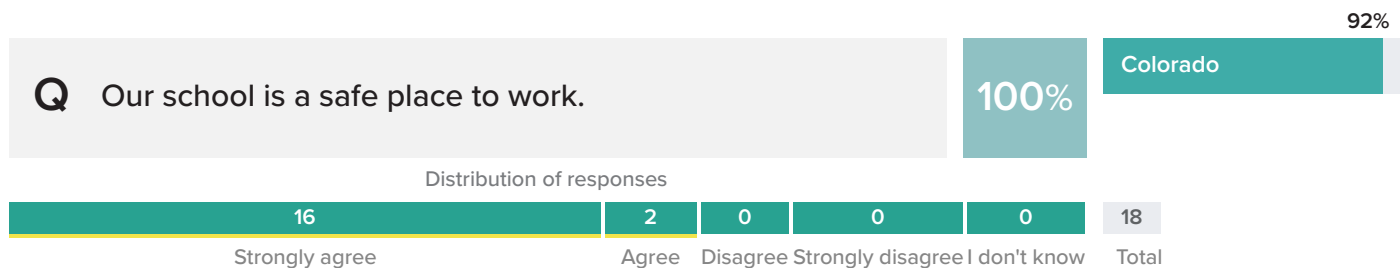 92%
Colorado
Q Our school is a safe place to work.
100%
Distribution of responses
16 2 0 0 0 18
Strongly agree Agree Disagree Strongly disagree I don't know Total